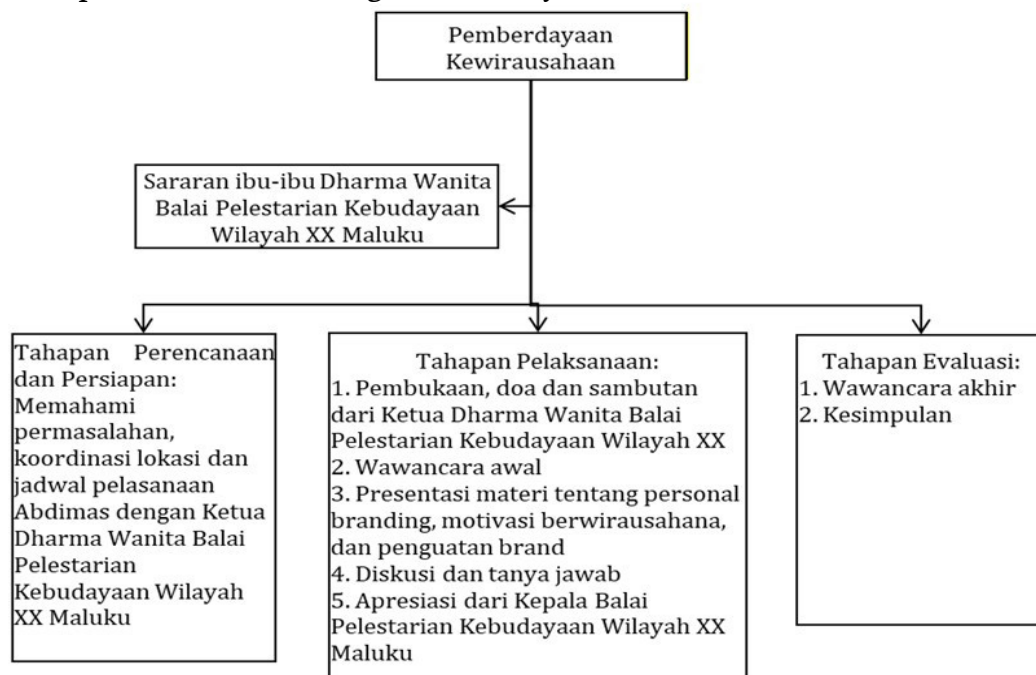 Pemberdayaan
Kewirausahaan
Sararan ibu-ibu Dharma Wanita
Balai Pelestarian Kebudayaan
Wilayah XX Maluku
Tahapan Perencanaan
dan Persiapan:
Memahami
permasalahan,
koordinasi lokasi dan
jadwal pelasanaan
Abdimas dengan Ketua
Dharma Wanita Balai
Pelestarian
Kebudayaan Wilayah
XX Maluku
Tahapan Pelaksanaan:
1. Pembukaan, doa dan sambutan
dari Ketua Dharma Wanita Balai
Pelestarian Kebudayaan Wilayah XX
2. Wawancara awal
3. Presentasi materi tentang personal
branding, motivasi berwirausahana,
dan penguatan brand
4. Diskusi dan tanya jawab
5. Apresiasi dari Kepala Balai
Pelestarian Kebudayaan Wilayah XX
Maluku
Tahapan Evaluasi:
1. Wawancara akhir
2. Kesimpulan